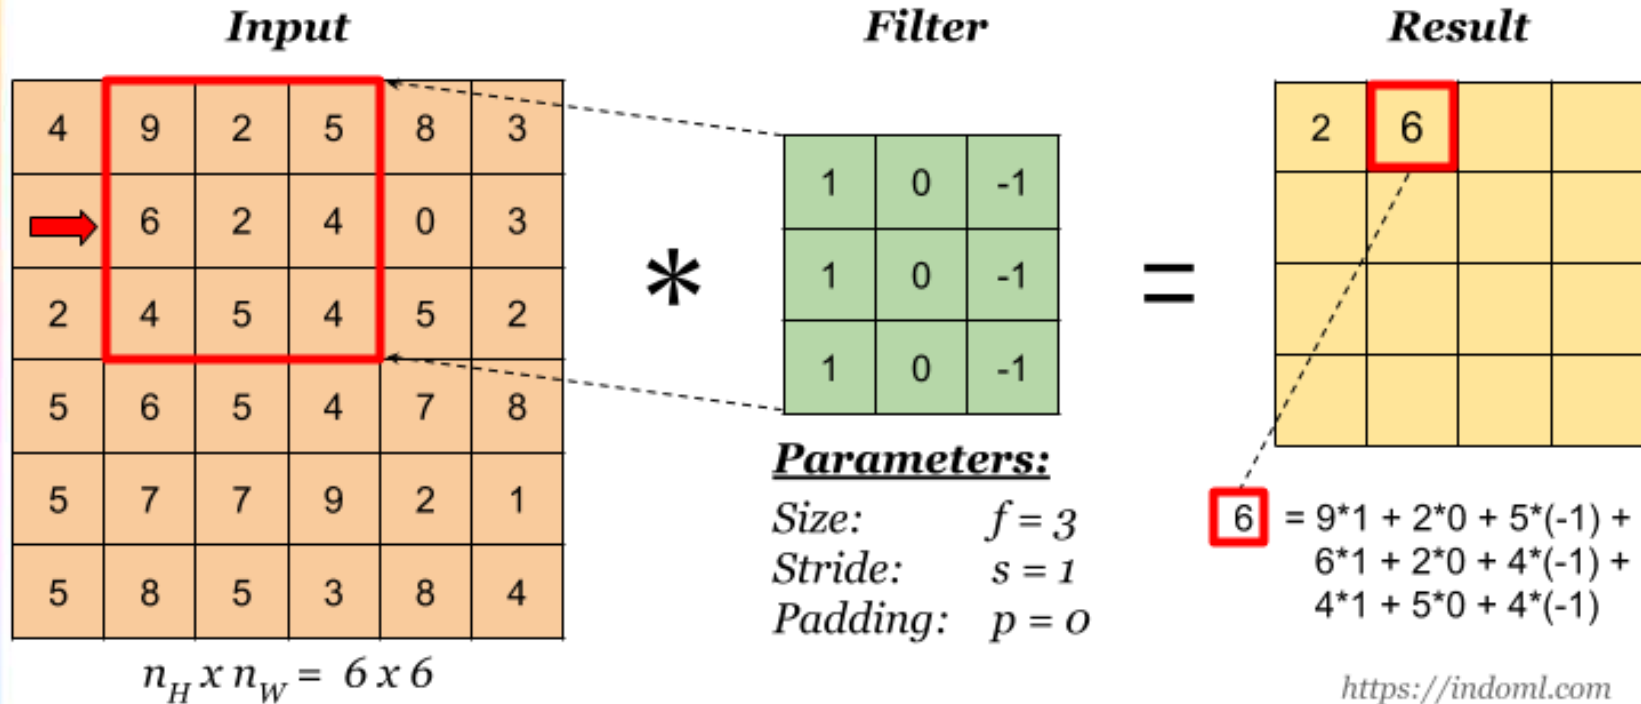 Input
Filter
Result
4 9 2 5 8 3
6 2 4 0 3
2 4 5 4 5 2
5 6 5 4 7 8
5 7 7 9 2 1
5 8 5 3 8 4
n_H x n_W = 6 x 6
*
1 0 -1
1 0 -1
1 0 -1
Parameters:
Size: f = 3
Stride: s = 1
Padding: p = 0
=
2 6
6 = 9*1 + 2*0 + 5*(-1) +
6*1 + 2*0 + 4*(-1) +
4*1 + 5*0 + 4*(-1)
https://indoml.com